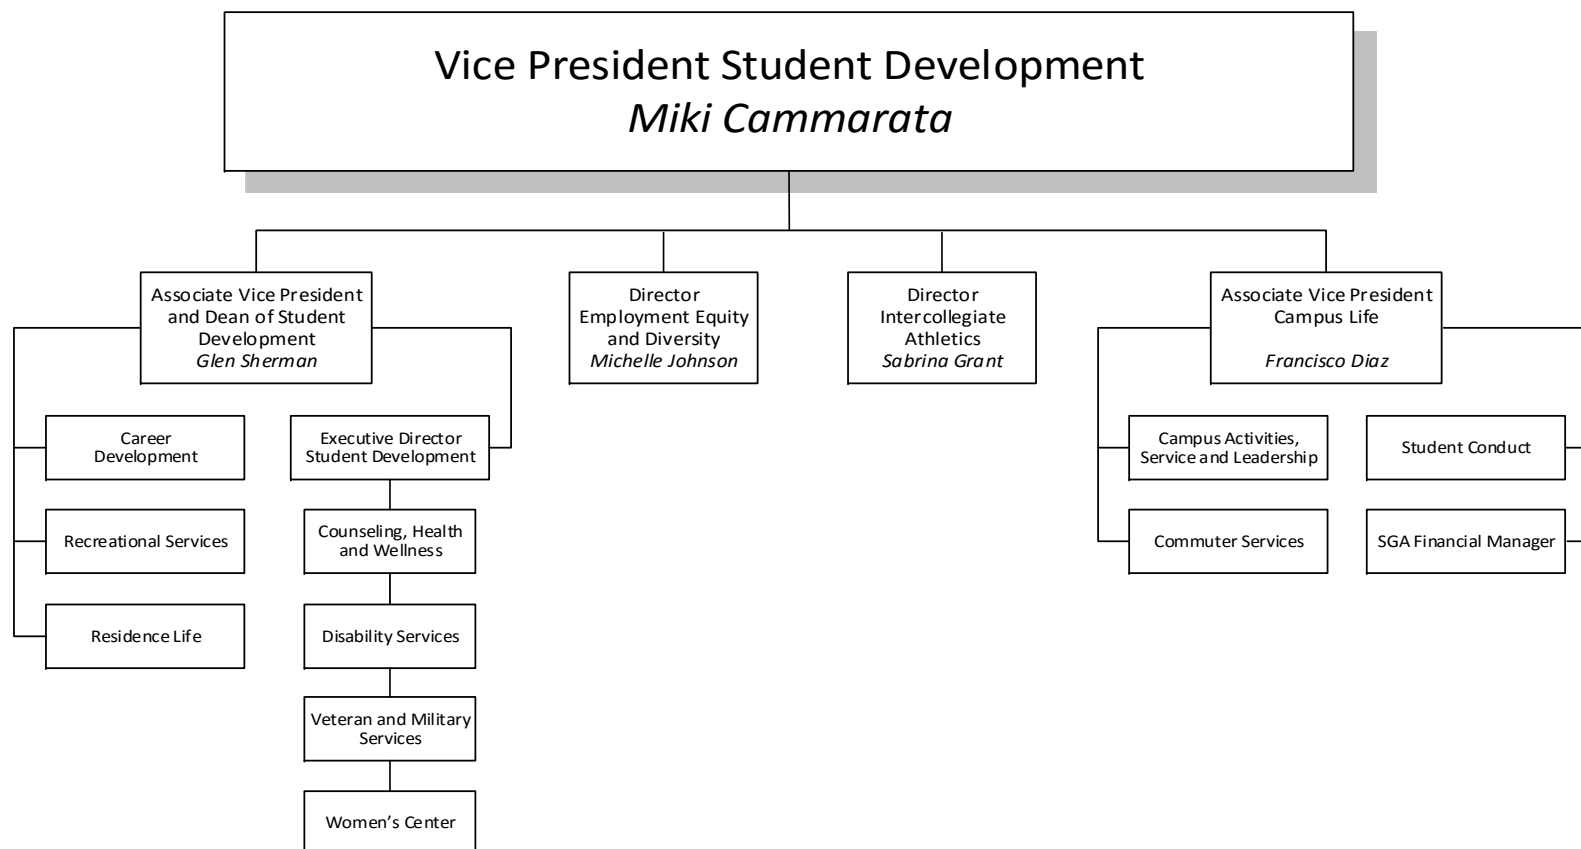 Vice President Student Development
Miki Cammarata
Associate Vice President
and Dean of Student
Development
Glen Sherman
Director
Employment Equity
and Diversity
Michelle Johnson
Director
Intercollegiate
Athletics
Sabrina Grant
Associate Vice President
Campus Life
Francisco Diaz
Career
Development
Executive Director
Student Development
Campus Activities,
Service and Leadership
Student Conduct
Recreational Services
Counseling, Health
and Wellness
Commuter Services
SGA Financial Manager
Residence Life
Disability Services
Veteran and Military
Services
Women’s Center